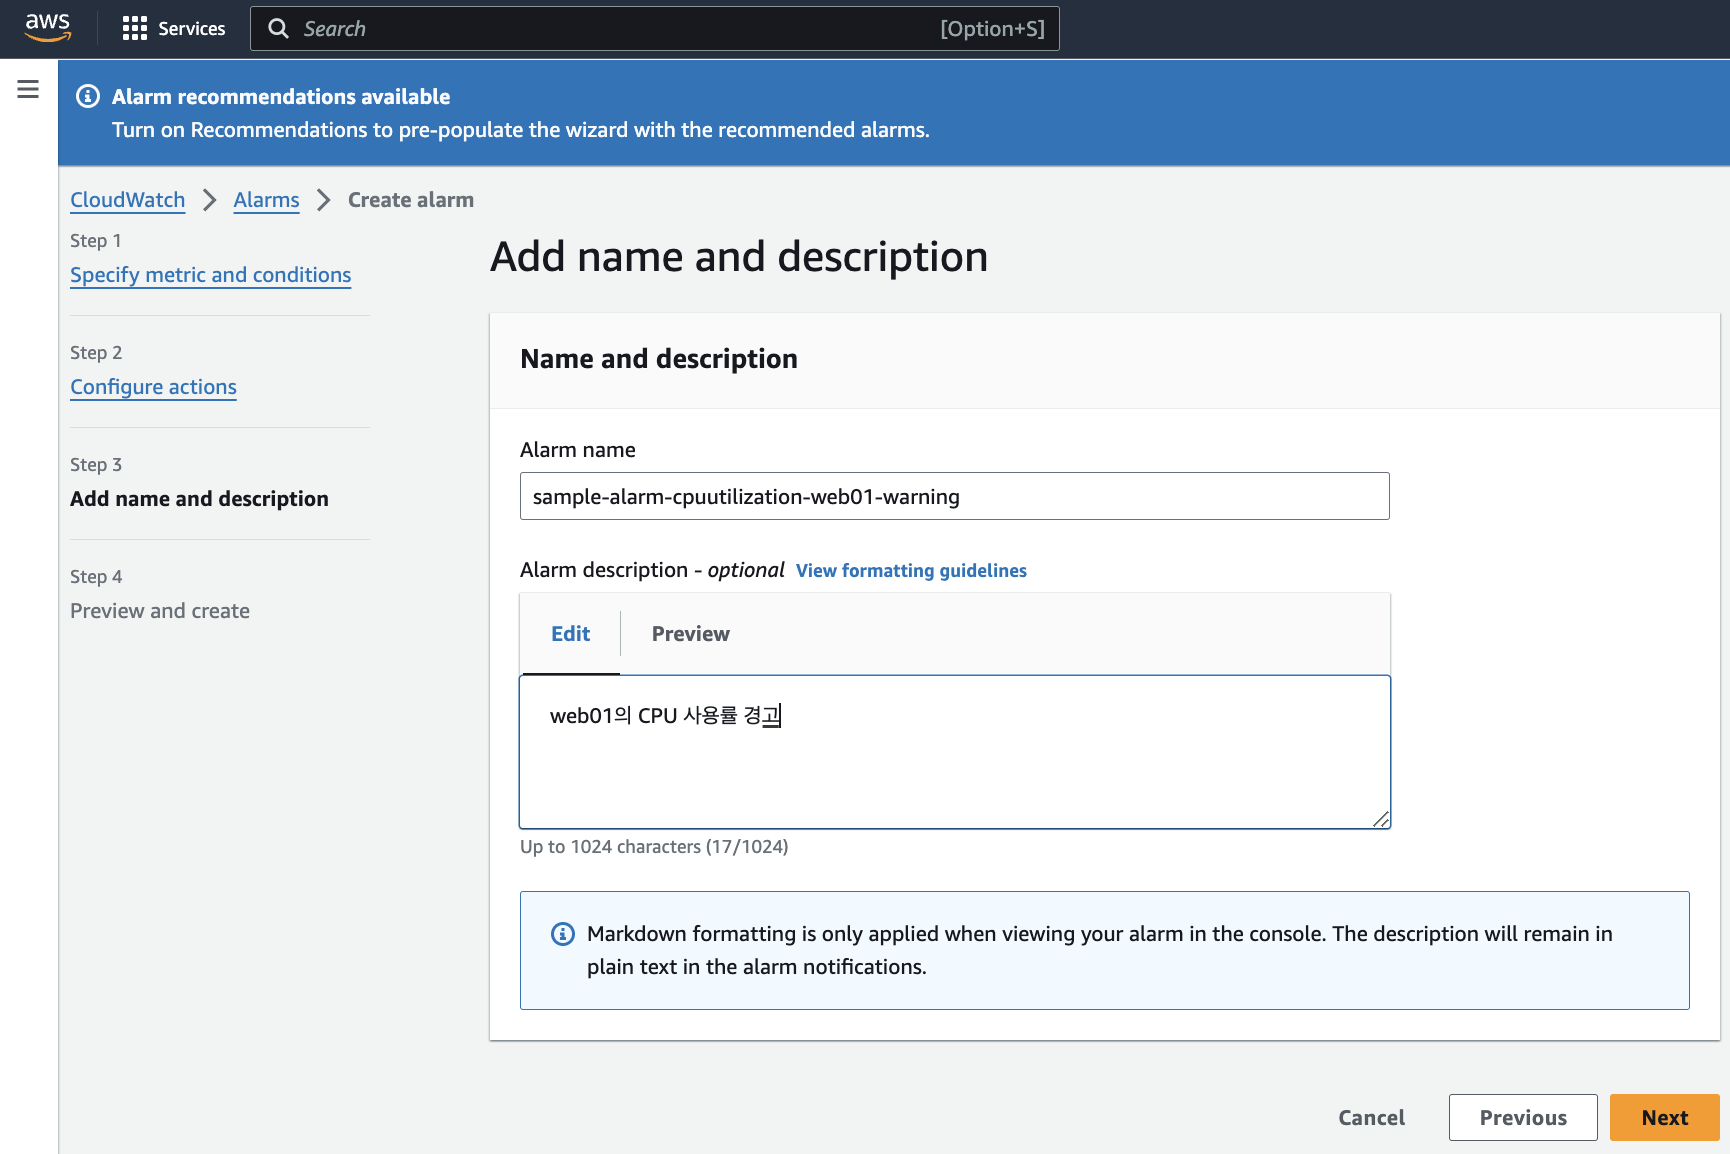 aws
Services
Search [Option+S]
Alarm recommendations available
Turn on Recommendations to pre-populate the wizard with the recommended alarms.
CloudWatch Alarms Create alarm
Step 1
Specify metric and conditions
Step 2
Configure actions
Step 3
Add name and description
Step 4
Preview and create
Add name and description
Name and description
Alarm name
sample-alarm-cpuutilization-web01-warning
Alarm description - optional View formatting guidelines
Edit Preview
web01의 CPU 사용률 경고
Up to 1024 characters (17/1024)
Markdown formatting is only applied when viewing your alarm in the console. The description will remain in
plain text in the alarm notifications.
Cancel Previous Next